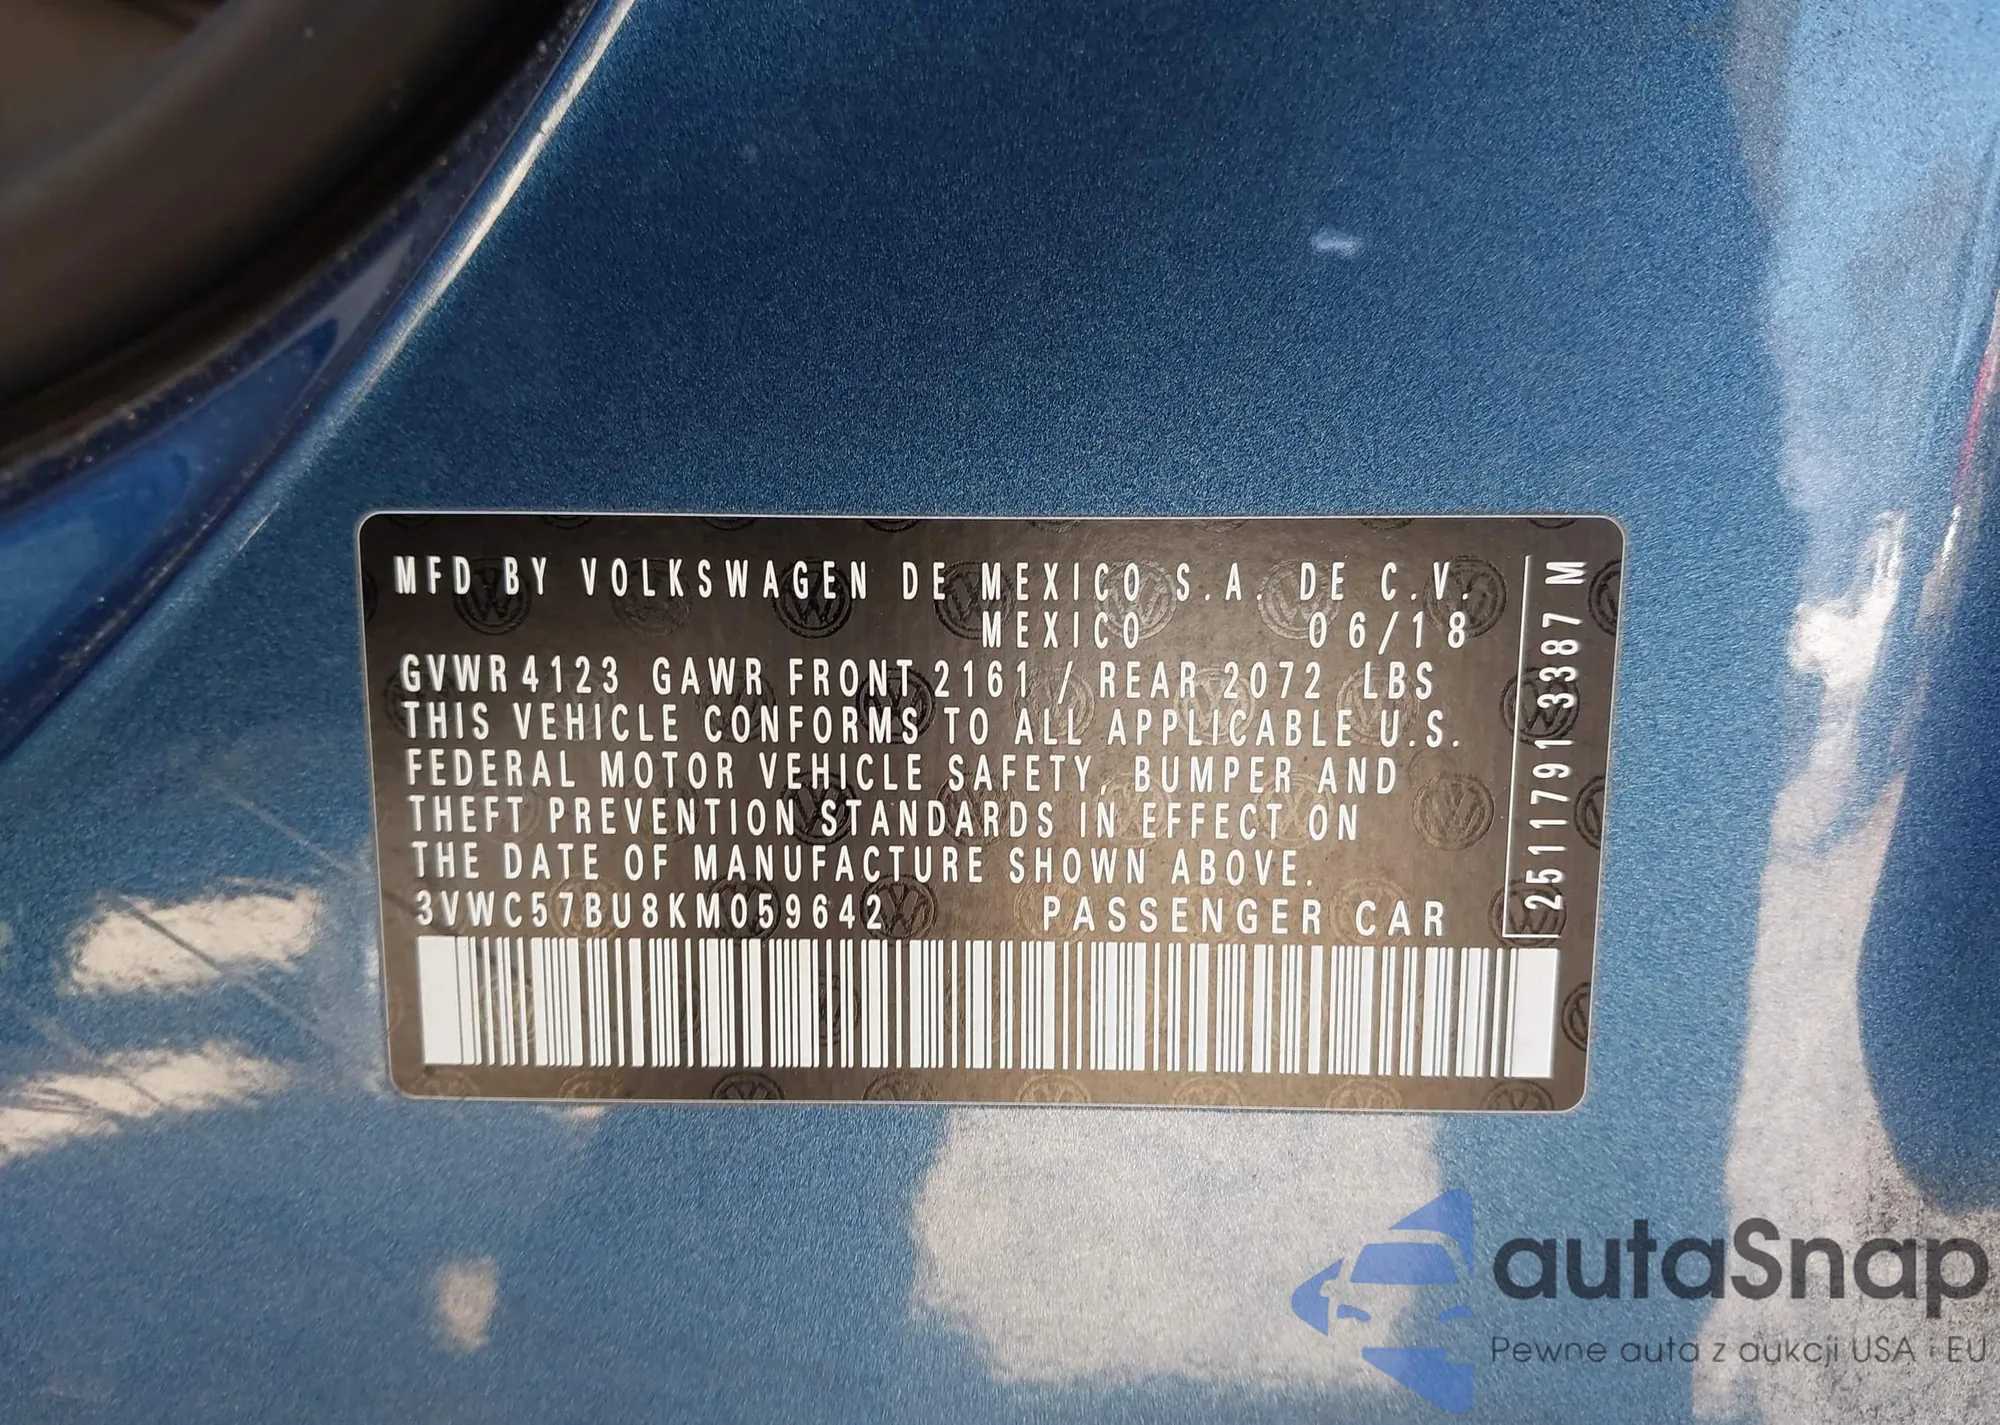 MFD BY VOLKSWAGEN DE MEXICO S.A. DE C.V.
MEXICO 06/18
GVWR 4123 GAWR FRONT 2161 / REAR 2072 LBS
THIS VEHICLE CONFORMS TO ALL APPLICABLE U.S.
FEDERAL MOTOR VEHICLE SAFETY, BUMPER AND
THEFT PREVENTION STANDARDS IN EFFECT ON
THE DATE OF MANUFACTURE SHOWN ABOVE.
3VWC57BU8KM059642 PASSENGER CAR
2511791 3387 M
autaSnap
Pewne auta z aukcji USA i EU